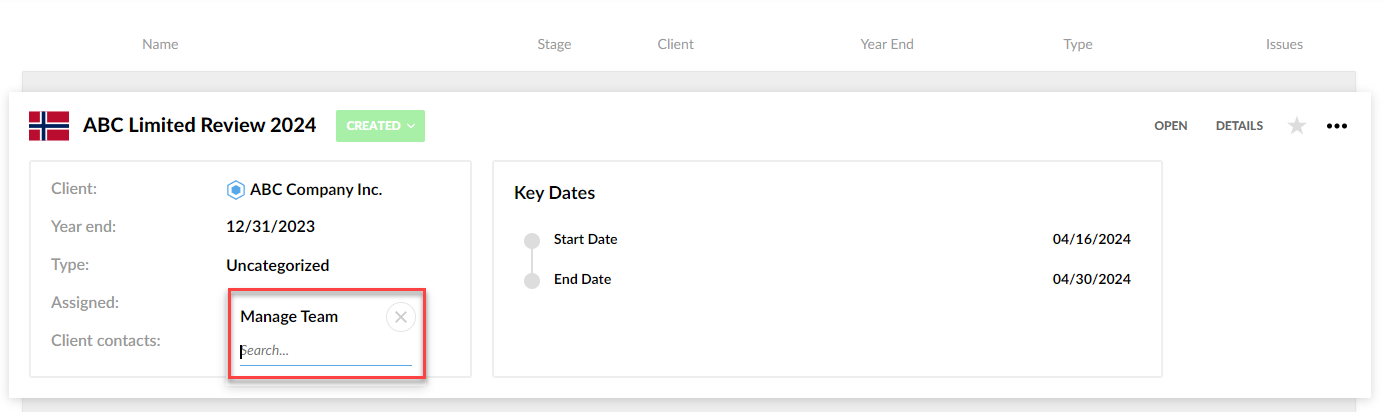 Name Stage Client Year End Type Issues
ABC Limited Review 2024 CREATED OPEN DETAILS
Client: ABC Company Inc.
Year end: 12/31/2023
Type: Uncategorized
Assigned:
Client contacts:
Manage Team
Search...
Key Dates
Start Date 04/16/2024
End Date 04/30/2024